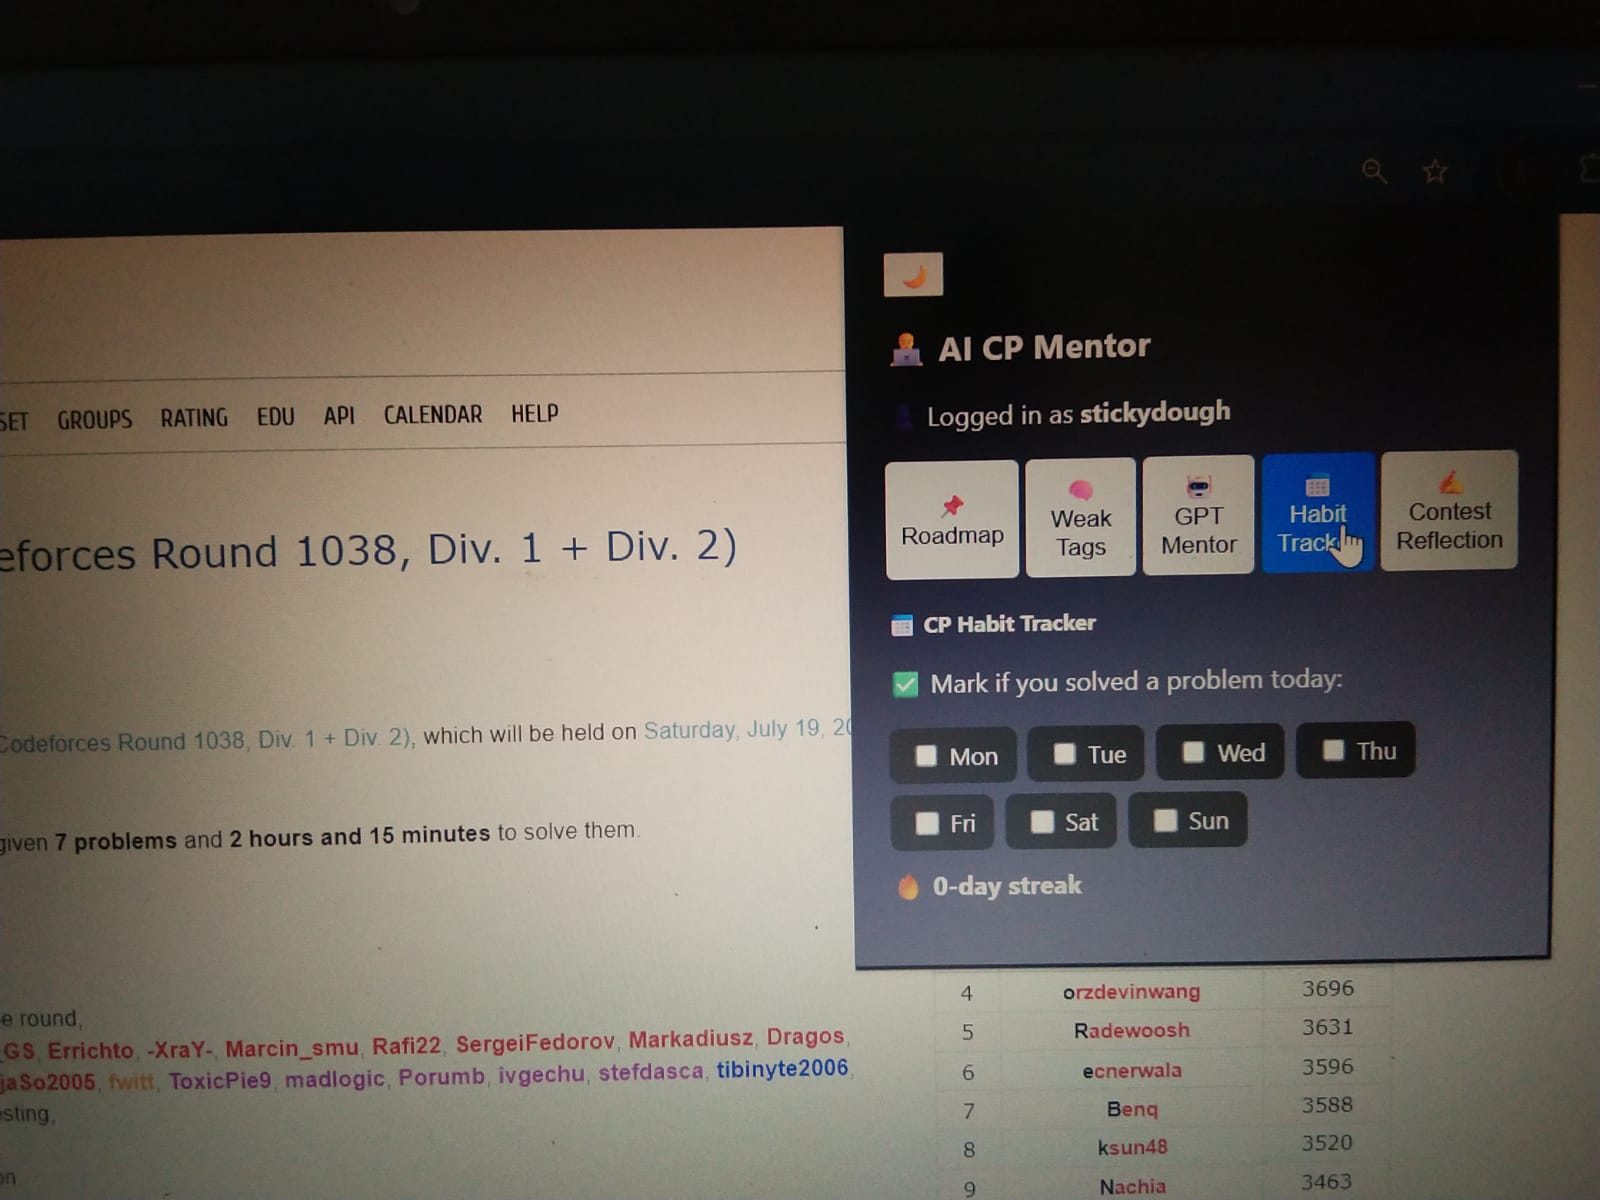 SET GROUPS RATING EDU API CALENDAR HELP
eforces Round 1038, Div. 1 + Div. 2)
Codeforces Round 1038, Div. 1 + Div. 2), which will be held on Saturday, July 19, 20
given 7 problems and 2 hours and 15 minutes to solve them.
e round,
_GS, Errichto, -XraY-, Marcin_smu, Rafi22, SergeiFedorov, Markadiusz, Dragos,
jaSo2005, fwitt, ToxicPie9, madlogic, Porumb, ivgechu, stefdasca, tibinyte2006,
sting,
on
AI CP Mentor
Logged in as stickydough
Roadmap
Weak
Tags
GPT
Mentor
Habit
Track
Contest
Reflection
CP Habit Tracker
Mark if you solved a problem today:
Mon Tue Wed Thu
Fri Sat Sun
0-day streak
4 orzdevinwang 3696
5 Radewoosh 3631
6 ecnerwala 3596
7 Benq 3588
8 ksun48 3520
9 Nachia 3463